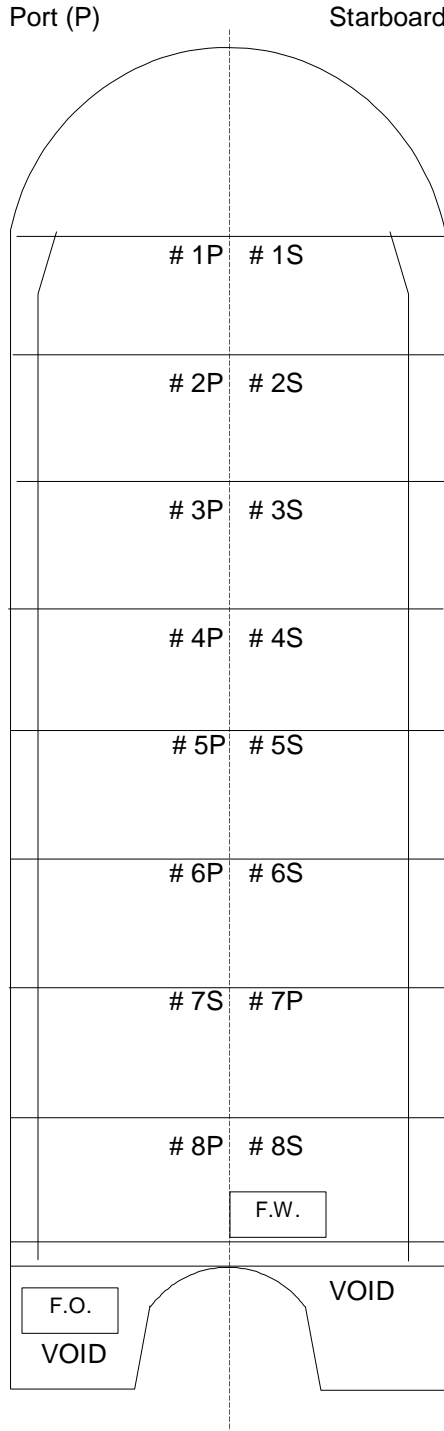 Port (P) Starboard
# 1P # 1S
# 2P # 2S
# 3P # 3S
# 4P # 4S
# 5P # 5S
# 6P # 6S
# 7S # 7P
# 8P # 8S
F.W.
VOID
F.O.
VOID